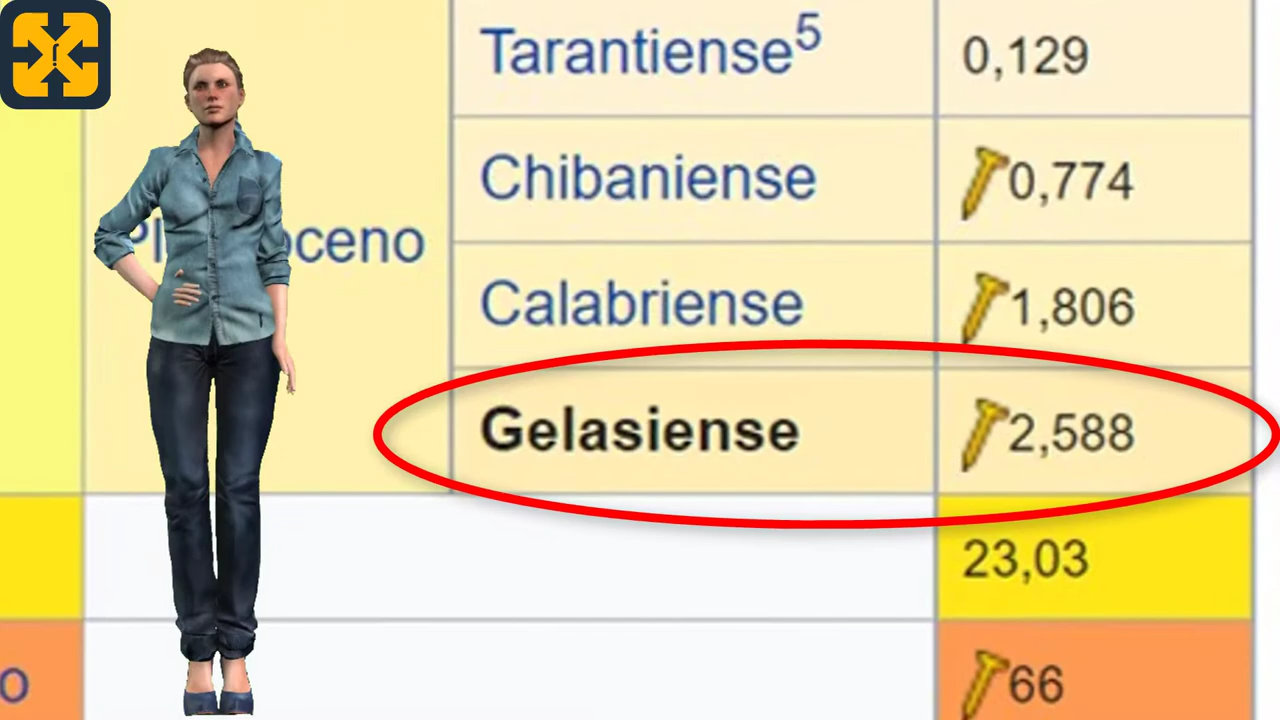 Tarantiense5 0,129
Chibaniense 0,774
Calabriense 1,806
Gelasiense 2,588
23,03
66